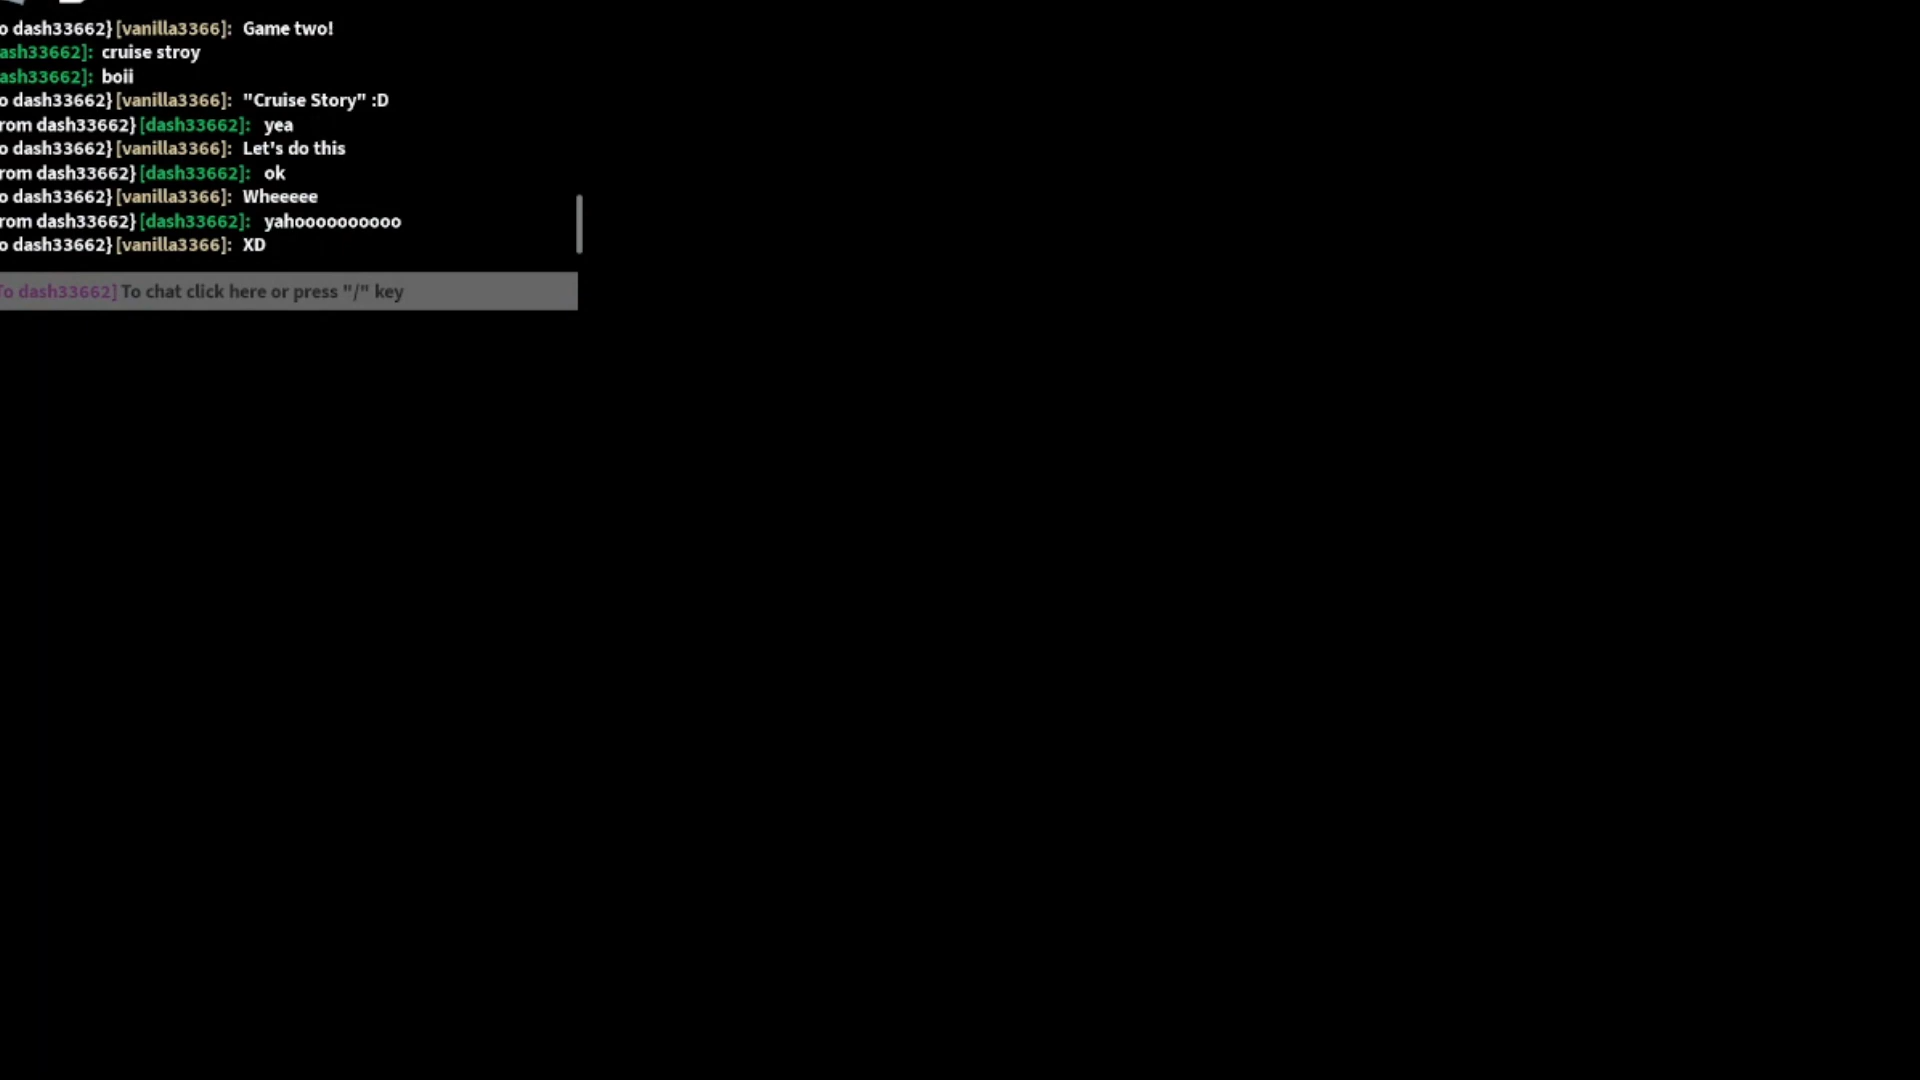 o dash33662} [vanilla3366]: Game two!
ash33662]: cruise stroy
ash33662]: boii
o dash33662} [vanilla3366]: "Cruise Story" :D
rom dash33662} [dash33662]: yea
o dash33662} [vanilla3366]: Let's do this
rom dash33662} [dash33662]: ok
o dash33662} [vanilla3366]: Wheeeee
rom dash33662} [dash33662]: yahoooooooooo
o dash33662} [vanilla3366]: XD
To dash33662] To chat click here or press "/" key